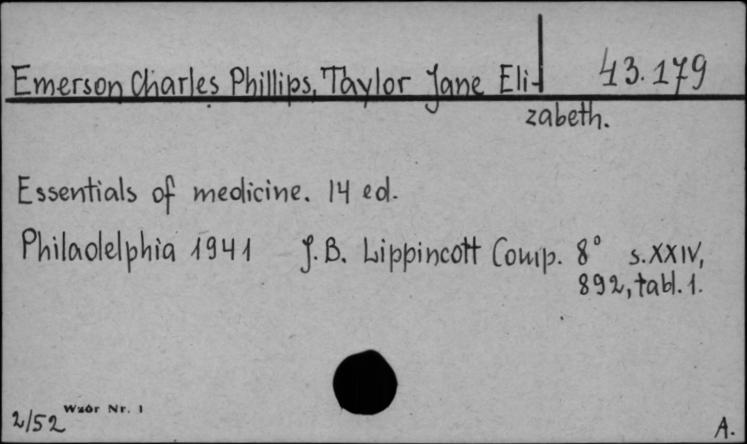 Emerson Charles Phillips, Taylor Jane Eli- 43.179
zabeth.
Essentials of medicine. 14 ed.
Philadelphia 1941 J.B. Lippincott Comp. 8° s.XXIV,
892, tabl. 1.
Wzór Nr. 1
2/52
A.